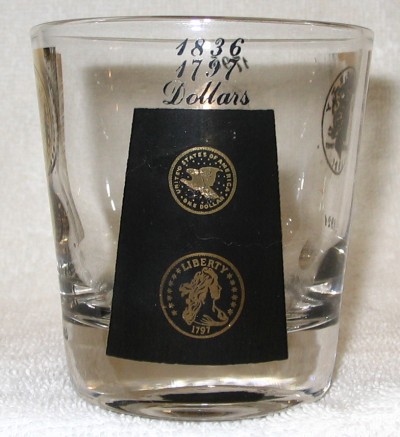 1836
1797
Dollars
UNITED STATES OF AMERICA
ONE DOLLAR
LIBERTY
1797